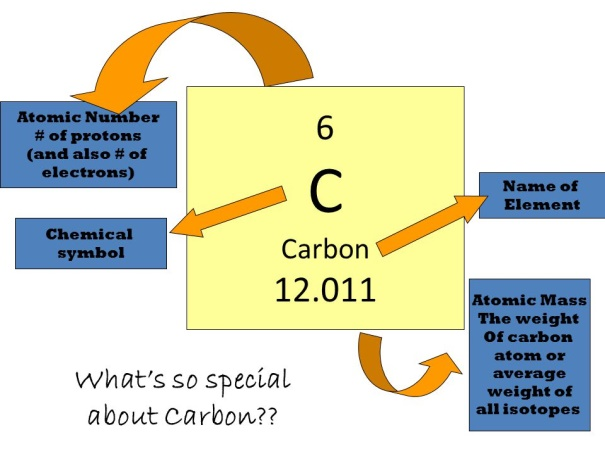 Atomic Number
# of protons
(and also # of
electrons)
6
C
Carbon
12.011
Chemical
symbol
Name of
Element
Atomic Mass
The weight
Of carbon
atom or
average
weight of
all isotopes
What's so special
about Carbon??